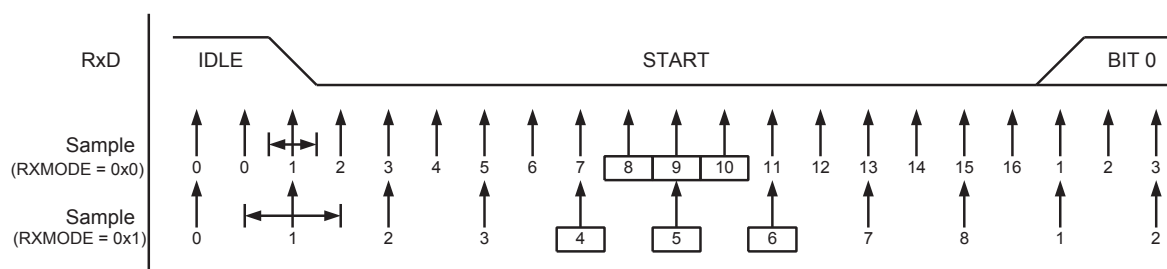 RxD IDLE START BIT 0
Sample
(RXMODE = 0x0)
0 0 1 2 3 4 5 6 7 8 9 10 11 12 13 14 15 16 1 2 3
Sample
(RXMODE = 0x1)
0 1 2 3 4 5 6 7 8 1 2